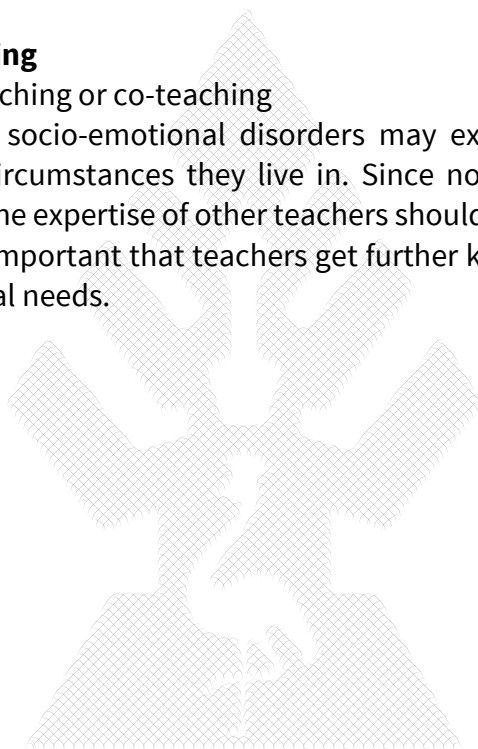 ing
ching or co-teaching
socio-emotional disorders may ex
ircumstances they live in. Since no
he expertise of other teachers should
mportant that teachers get further k
al needs.